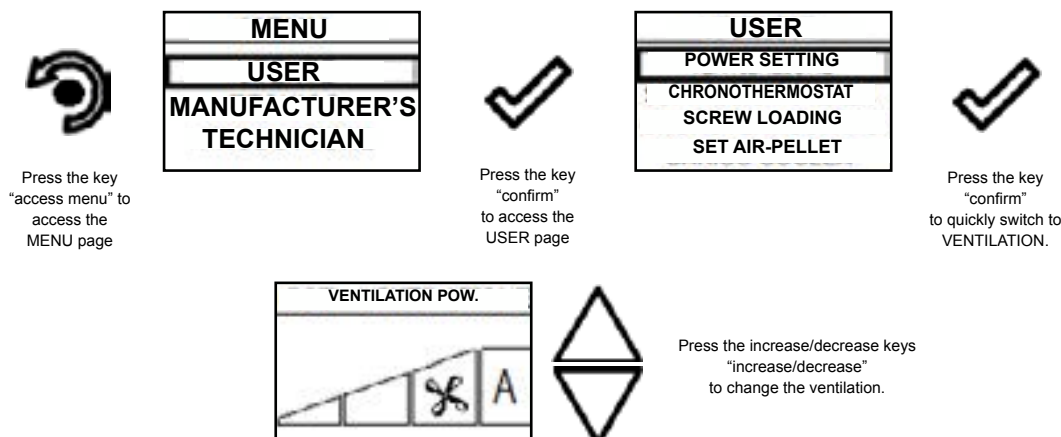 MENU
USER
MANUFACTURER'S
TECHNICIAN
USER
POWER SETTING
CHRONOTHERMOSTAT
SCREW LOADING
SET AIR-PELLET
Press the key
“access menu” to
access the
MENU page
Press the key
“confirm”
to access the
USER page
Press the key
“confirm”
to quickly switch to
VENTILATION.
VENTILATION POW.
A
Press the increase/decrease keys
“increase/decrease”
to change the ventilation.